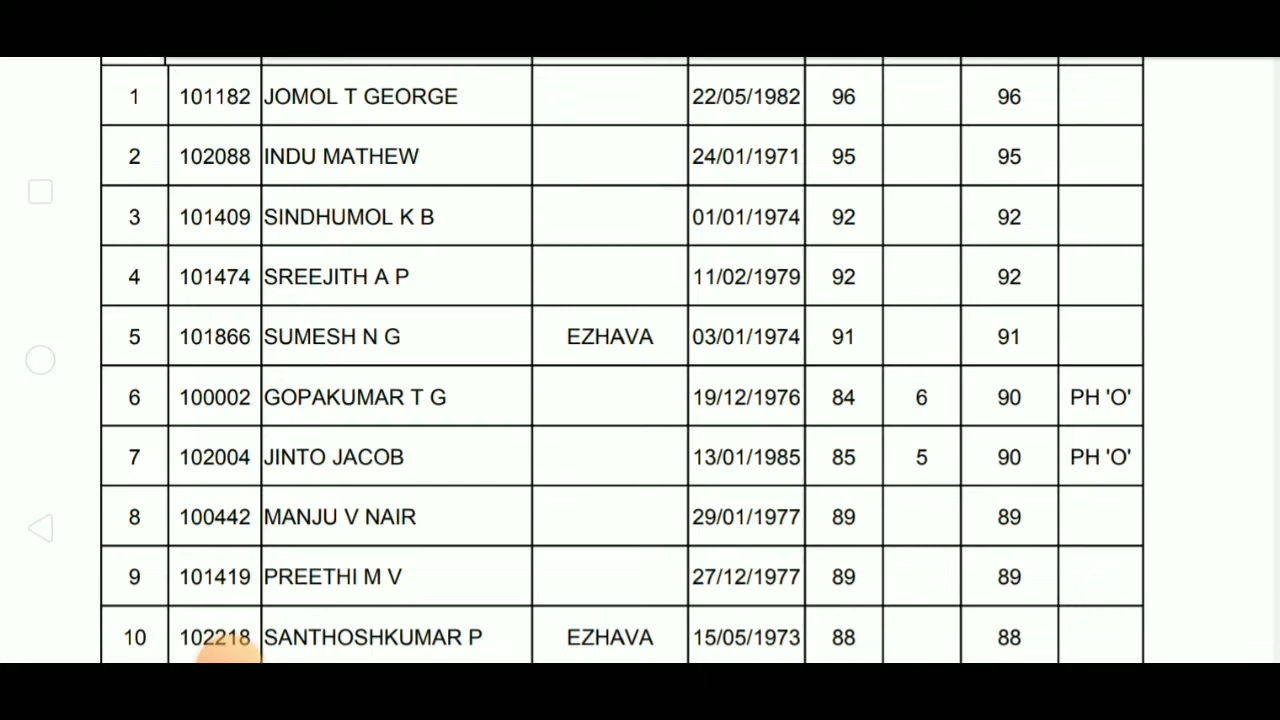 1 101182 JOMOL T GEORGE 22/05/1982 96 96
2 102088 INDU MATHEW 24/01/1971 95 95
3 101409 SINDHUMOL K B 01/01/1974 92 92
4 101474 SREEJITH A P 11/02/1979 92 92
5 101866 SUMESH N G EZHAVA 03/01/1974 91 91
6 100002 GOPAKUMAR T G 19/12/1976 84 6 90 PH 'O'
7 102004 JINTO JACOB 13/01/1985 85 5 90 PH 'O'
8 100442 MANJU V NAIR 29/01/1977 89 89
9 101419 PREETHI M V 27/12/1977 89 89
10 102218 SANTHOSHKUMAR P EZHAVA 15/05/1973 88 88